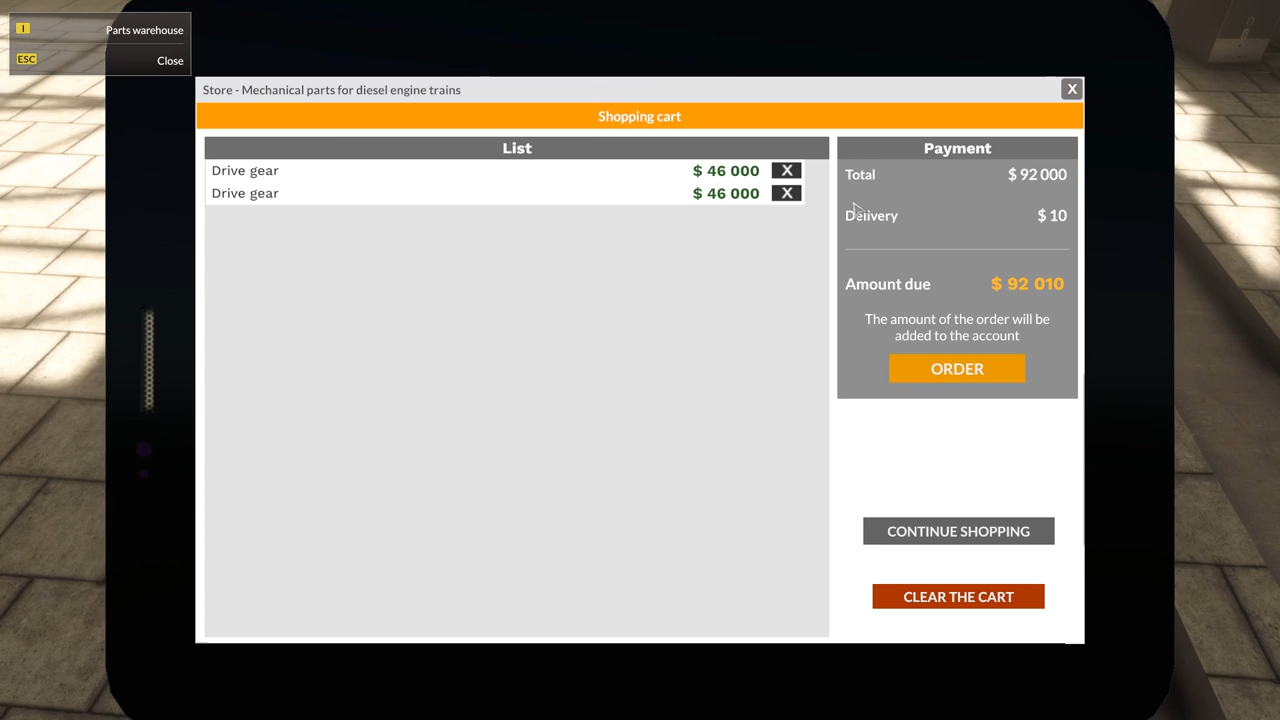 I Parts warehouse
ESC Close
Store - Mechanical parts for diesel engine trains X
Shopping cart
List
Drive gear $ 46 000 X
Drive gear $ 46 000 X
Payment
Total $ 92 000
Delivery $ 10
Amount due $ 92 010
The amount of the order will be
added to the account
ORDER
CONTINUE SHOPPING
CLEAR THE CART